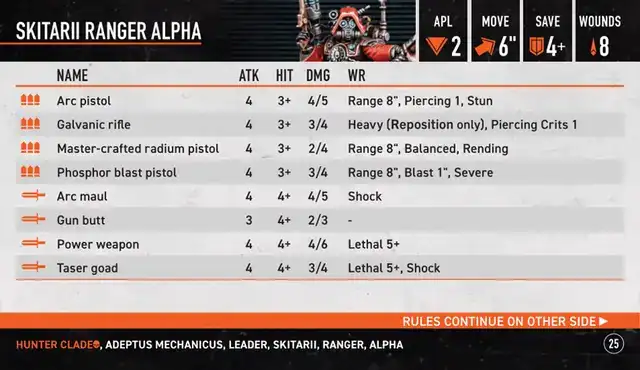 SKITARII RANGER ALPHA
APL MOVE SAVE WOUNDS
2 6" 4+ 8
NAME ATK HIT DMG WR
Arc pistol 4 3+ 4/5 Range 8", Piercing 1, Stun
Galvanic rifle 4 3+ 3/4 Heavy (Reposition only), Piercing Crits 1
Master-crafted radium pistol 4 3+ 2/4 Range 8", Balanced, Rending
Phosphor blast pistol 4 3+ 3/4 Range 8", Blast 1", Severe
Arc maul 4 4+ 4/5 Shock
Gun butt 3 4+ 2/3 -
Power weapon 4 4+ 4/6 Lethal 5+
Taser goad 4 4+ 3/4 Lethal 5+, Shock
RULES CONTINUE ON OTHER SIDE ▶
HUNTER CLADE, ADEPTUS MECHANICUS, LEADER, SKITARII, RANGER, ALPHA
25